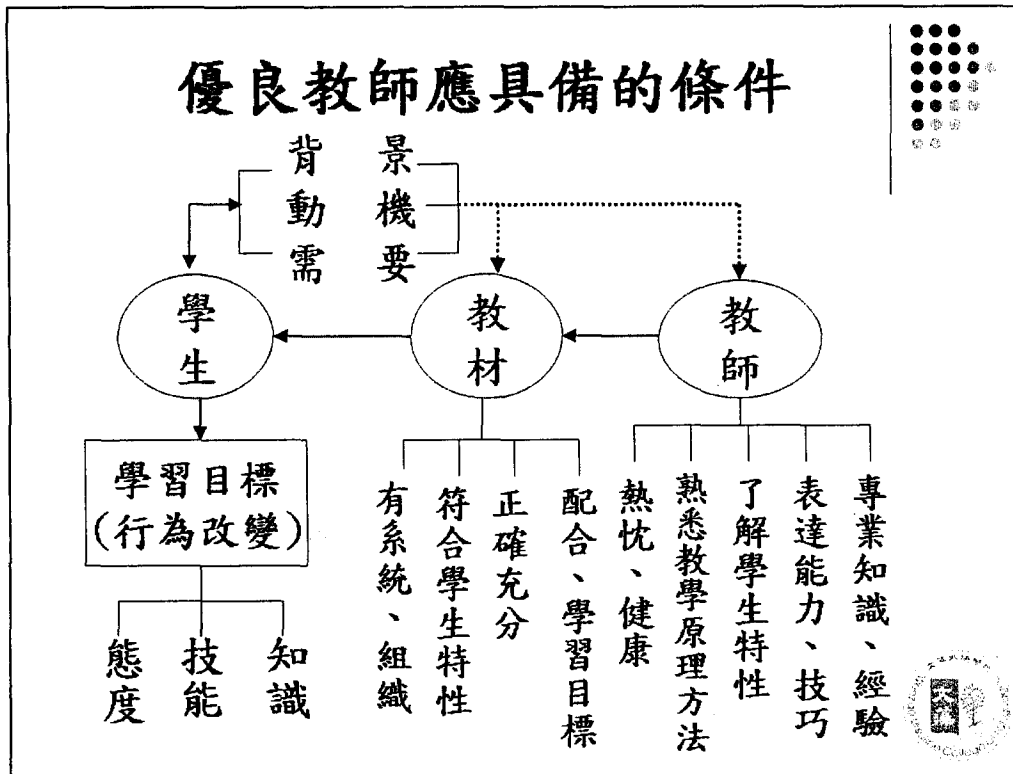 優良教師應具備的條件
背景
動機
需要
學生
教材
教師
學習目標
(行為改變)
態度
技能
知識
有系統、組織
符合學生特性
正確充分
配合、學習目標
熱忱、健康
熟悉教學原理方法
了解學生特性
表達能力、技巧
專業知識、經驗